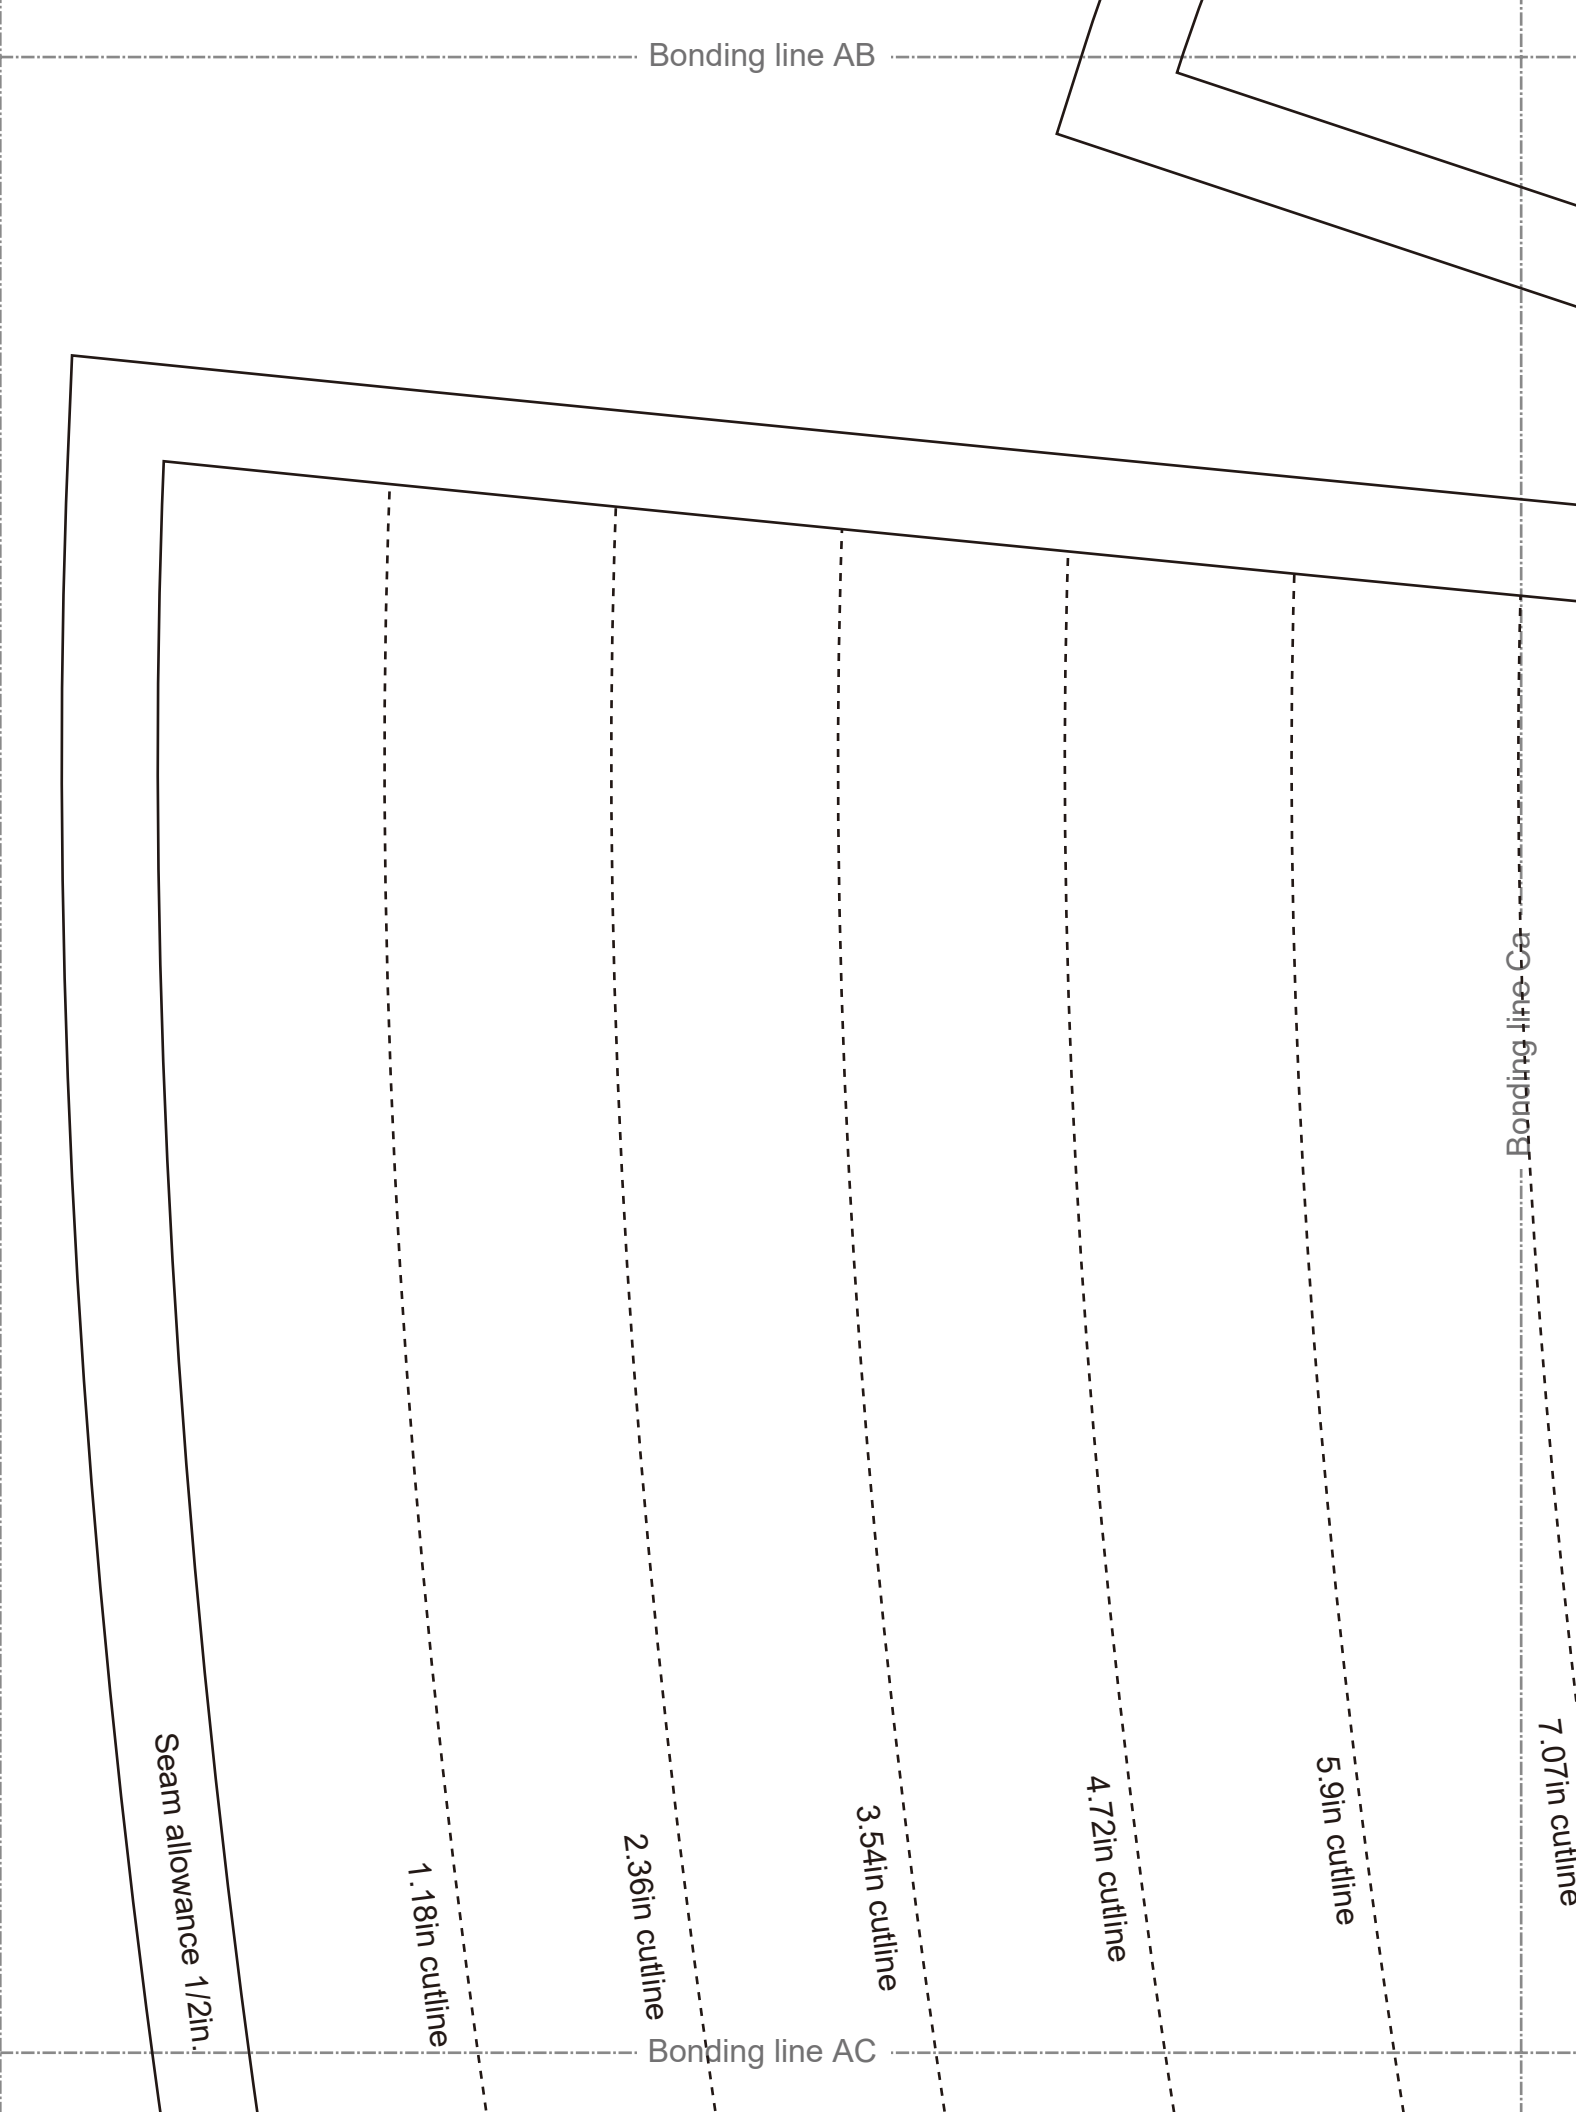 Bonding line AB
Bonding line Ca
Seam allowance 1/2in.
1.18in cutline
2.36in cutline
3.54in cutline
4.72in cutline
5.9in cutline
7.07in cutline
Bonding line AC